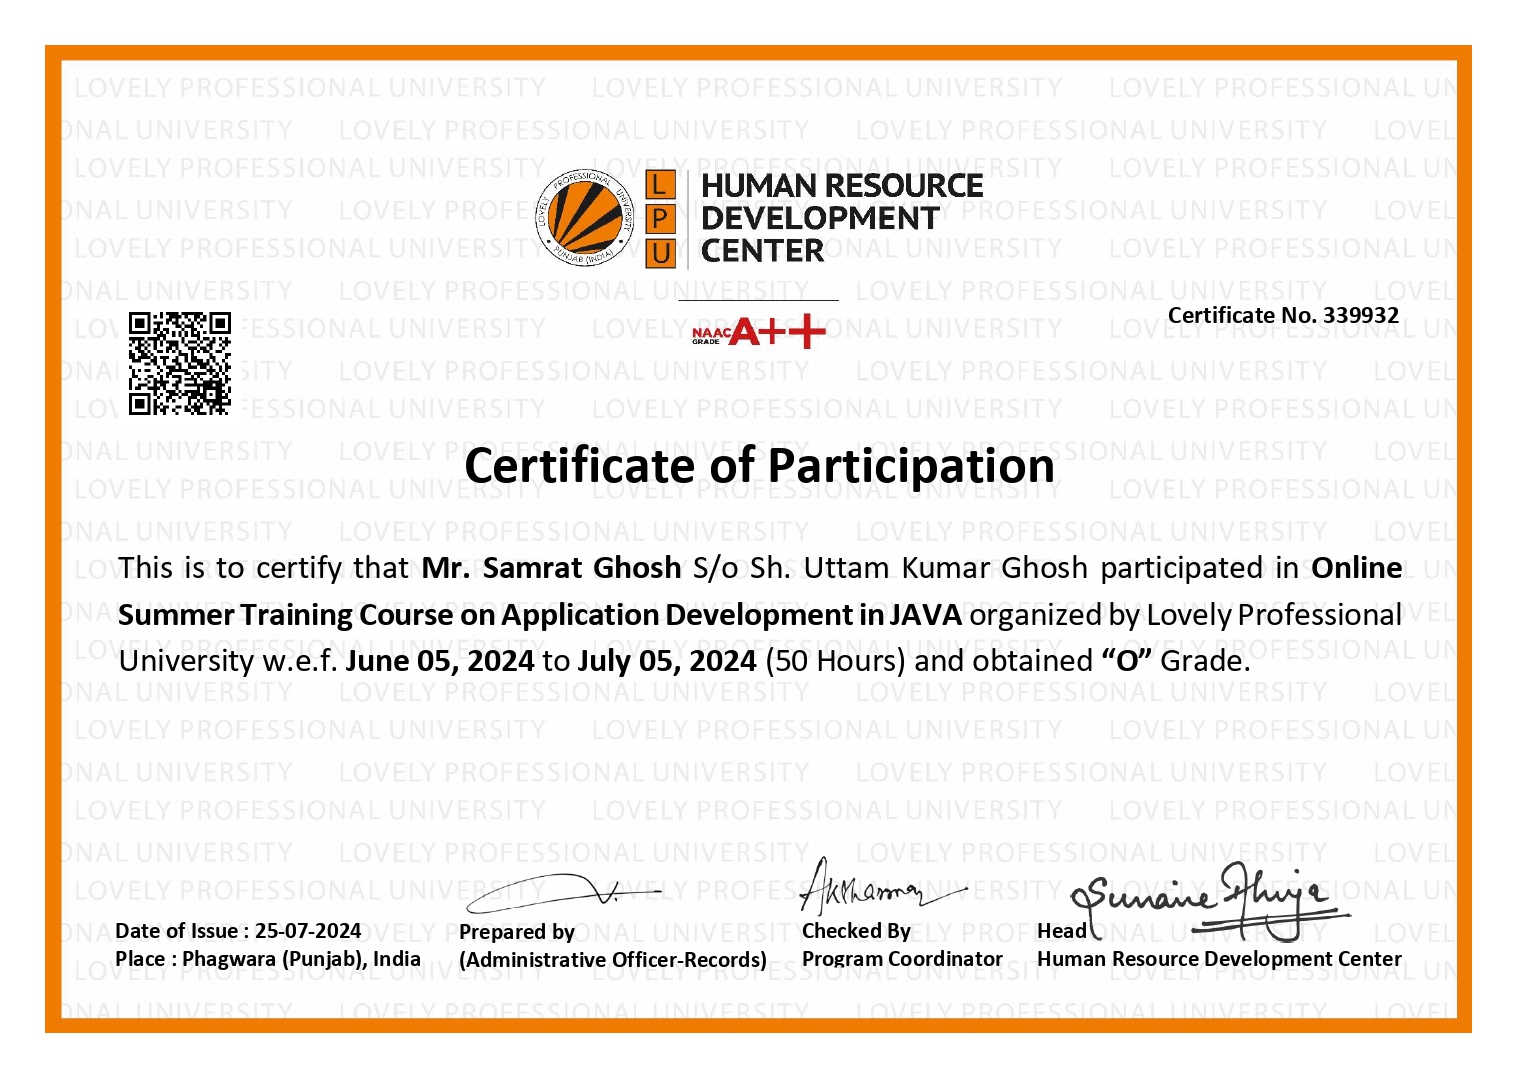 LOVELY PROFESSIONAL UNIVERSITY
PUNJAB (INDIA)
L
P
U
HUMAN RESOURCE
DEVELOPMENT
CENTER
NAAC
GRADE
A++
Certificate No. 339932
Certificate of Participation
This is to certify that Mr. Samrat Ghosh S/o Sh. Uttam Kumar Ghosh participated in Online
Summer Training Course on Application Development in JAVA organized by Lovely Professional
University w.e.f. June 05, 2024 to July 05, 2024 (50 Hours) and obtained “O” Grade.
Sunaina Ahuja
Date of Issue : 25-07-2024
Place : Phagwara (Punjab), India
Prepared by
(Administrative Officer-Records)
Checked By
Program Coordinator
Head
Human Resource Development Center